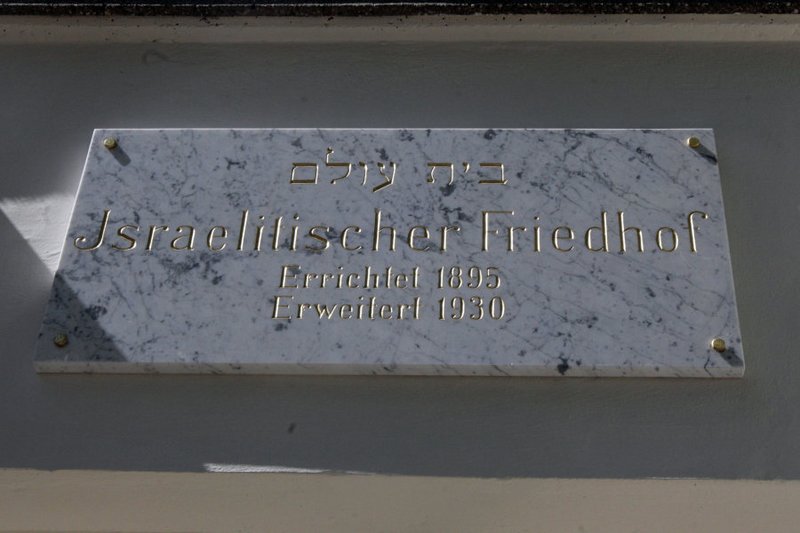 בית עולם
Jsraelitischer Friedhof
Errichtet 1895
Erweitert 1930